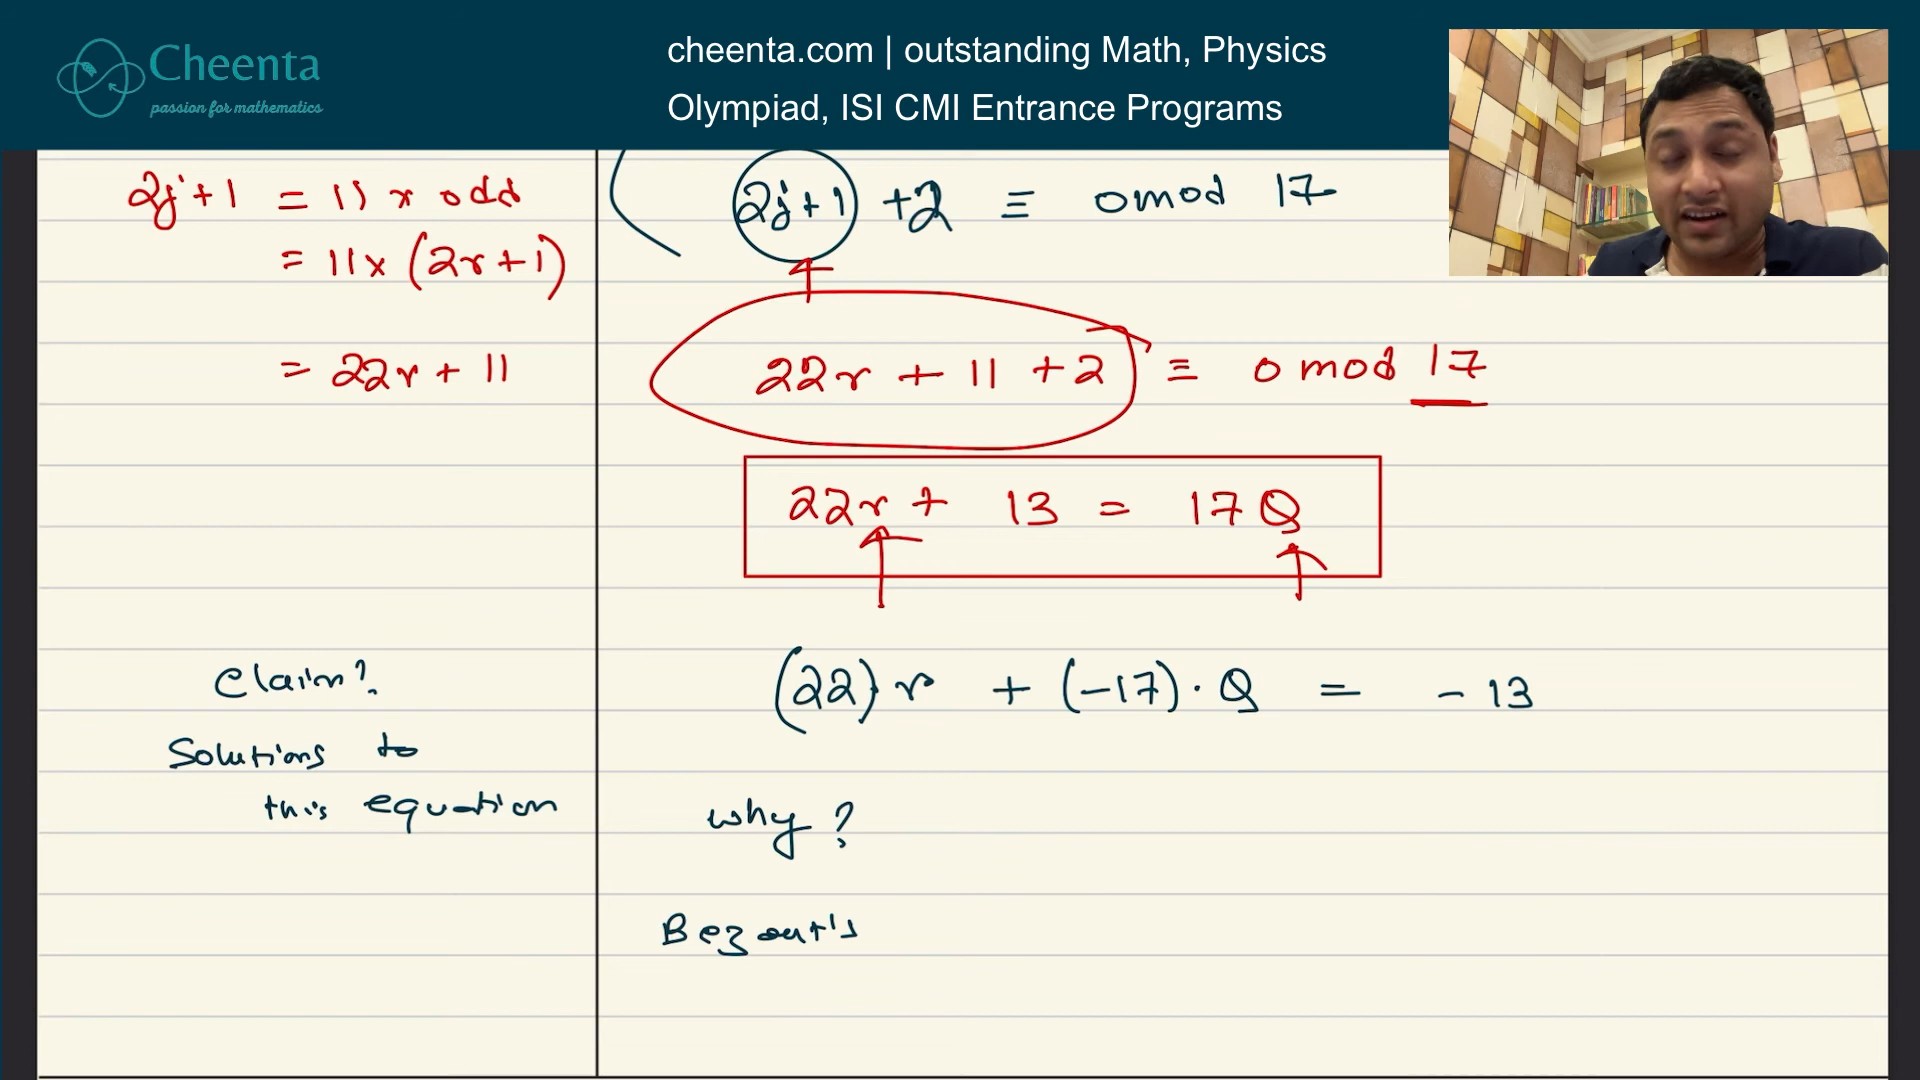 Cheenta
passion for mathematics
cheenta.com | outstanding Math, Physics
Olympiad, ISI CMI Entrance Programs
2j+1 = 11 x odd
= 11x (2r+1)
= 22r + 11
Claim?
Solutions to
this equation
(2j+1) +2 ≡ 0 mod 17
22r + 11 +2 ≡ 0 mod 17
22r + 13 = 17 Q
(22) r + (-17) · Q = - 13
why?
Bezout's